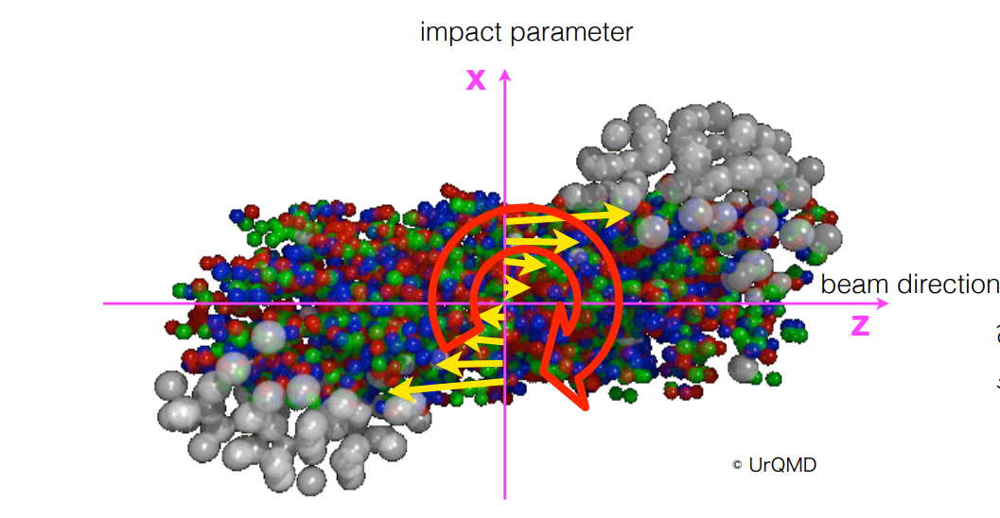 impact parameter
x
beam direction
z
© UrQMD